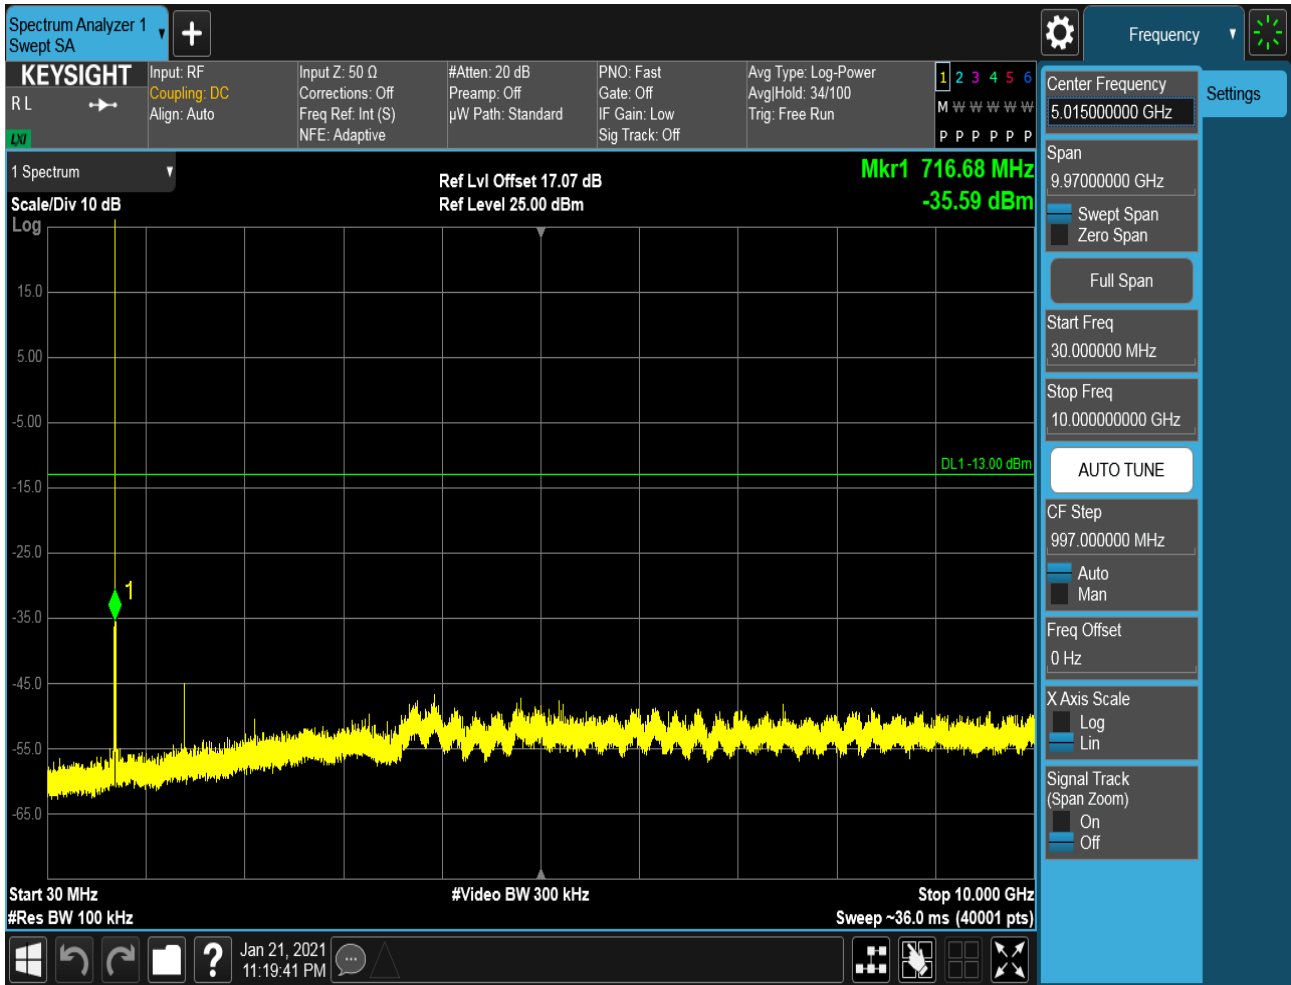 Spectrum Analyzer 1
Swept SA
Frequency
KEYSIGHT
R L
LXI
Input: RF
Coupling: DC
Align: Auto
Input Z: 50 Ω
Corrections: Off
Freq Ref: Int (S)
NFE: Adaptive
#Atten: 20 dB
Preamp: Off
µW Path: Standard
PNO: Fast
Gate: Off
IF Gain: Low
Sig Track: Off
Avg Type: Log-Power
Avg|Hold: 34/100
Trig: Free Run
1 2 3 4 5 6
M W W W W W
P P P P P P
1 Spectrum
Scale/Div 10 dB
Log
Ref Lvl Offset 17.07 dB
Ref Level 25.00 dBm
Mkr1 716.68 MHz
-35.59 dBm
15.0
5.00
-5.00
DL1 -13.00 dBm
-15.0
-25.0
1
-35.0
-45.0
-55.0
-65.0
Start 30 MHz
#Res BW 100 kHz
#Video BW 300 kHz
Stop 10.000 GHz
Sweep ~36.0 ms (40001 pts)
Jan 21, 2021
11:19:41 PM
?
Center Frequency
5.015000000 GHz
Settings
Span
9.97000000 GHz
Swept Span
Zero Span
Full Span
Start Freq
30.000000 MHz
Stop Freq
10.000000000 GHz
AUTO TUNE
CF Step
997.000000 MHz
Auto
Man
Freq Offset
0 Hz
X Axis Scale
Log
Lin
Signal Track
(Span Zoom)
On
Off